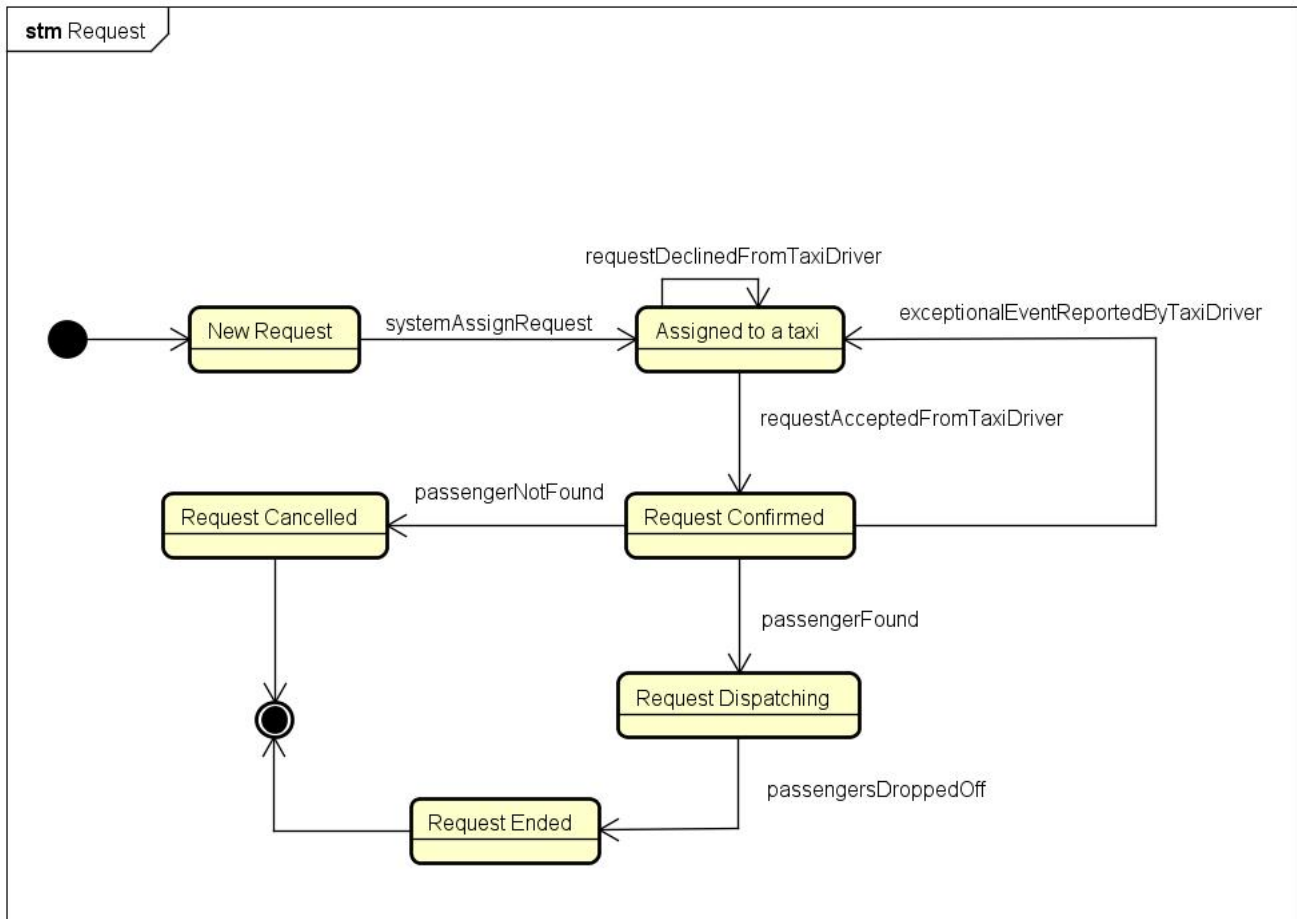 stm Request
requestDeclinedFromTaxiDriver
New Request
systemAssignRequest
Assigned to a taxi
exceptionalEventReportedByTaxiDriver
requestAcceptedFromTaxiDriver
Request Cancelled
passengerNotFound
Request Confirmed
passengerFound
Request Dispatching
passengersDroppedOff
Request Ended